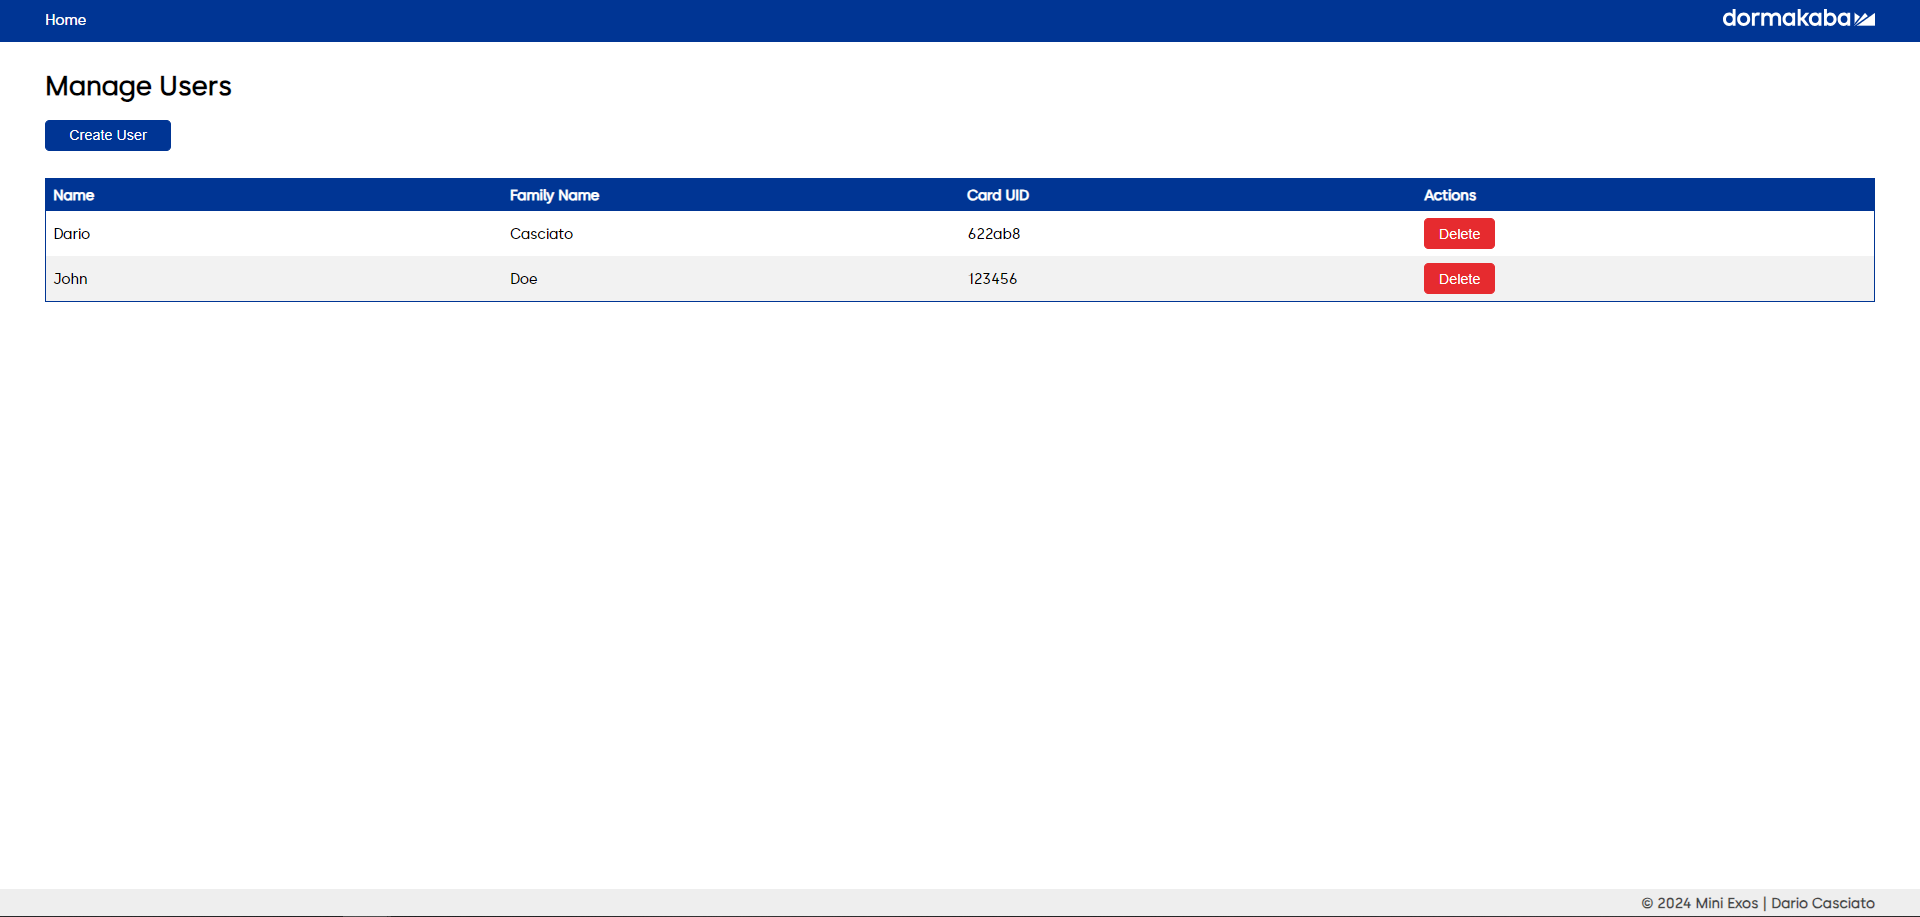 Home
dormakaba
Manage Users
Create User
Name Family Name Card UID Actions
Dario Casciato 622ab8 Delete
John Doe 123456 Delete
© 2024 Mini Exos | Dario Casciato